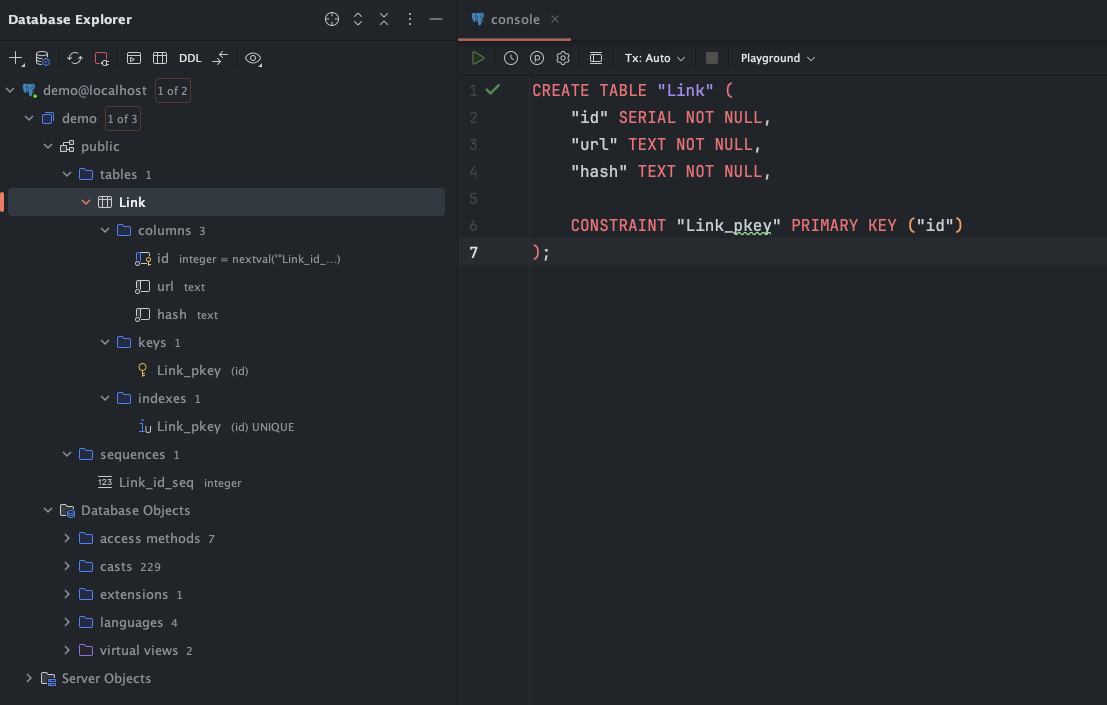 Database Explorer
DDL
demo@localhost 1 of 2
demo 1 of 3
public
tables 1
Link
columns 3
id integer = nextval('"Link_id_...)
url text
hash text
keys 1
Link_pkey (id)
indexes 1
Link_pkey (id) UNIQUE
sequences 1
123 Link_id_seq integer
Database Objects
access methods 7
casts 229
extensions 1
languages 4
virtual views 2
Server Objects
console
Tx: Auto Playground
1 CREATE TABLE "Link" (
2 "id" SERIAL NOT NULL,
3 "url" TEXT NOT NULL,
4 "hash" TEXT NOT NULL,
5
6 CONSTRAINT "Link_pkey" PRIMARY KEY ("id")
7 );